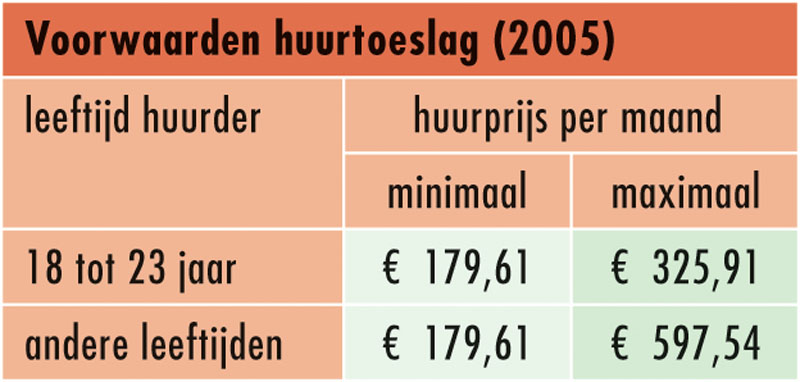 Voorwaarden huurtoeslag (2005)
leeftijd huurder huurprijs per maand
minimaal maximaal
18 tot 23 jaar € 179,61 € 325,91
andere leeftijden € 179,61 € 597,54